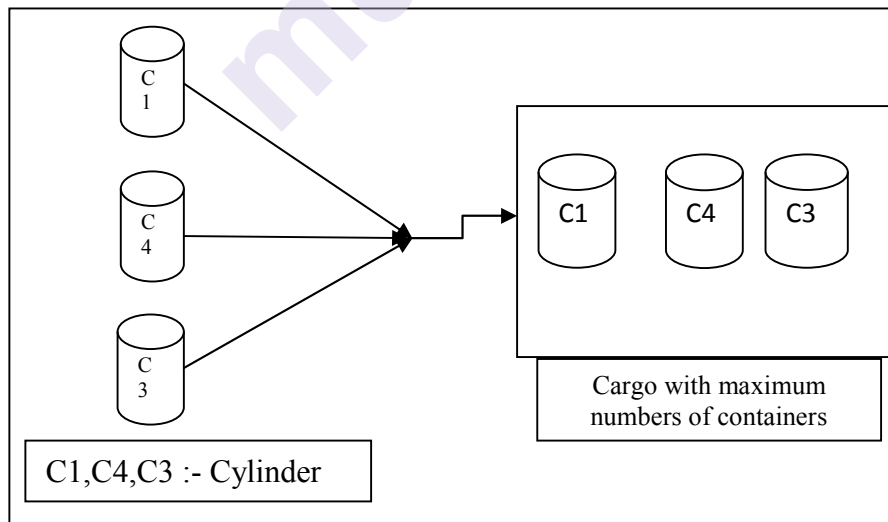 C
1
C
4
C
3
C1
C4
C3
Cargo with maximum
numbers of containers
C1,C4,C3 :- Cylinder